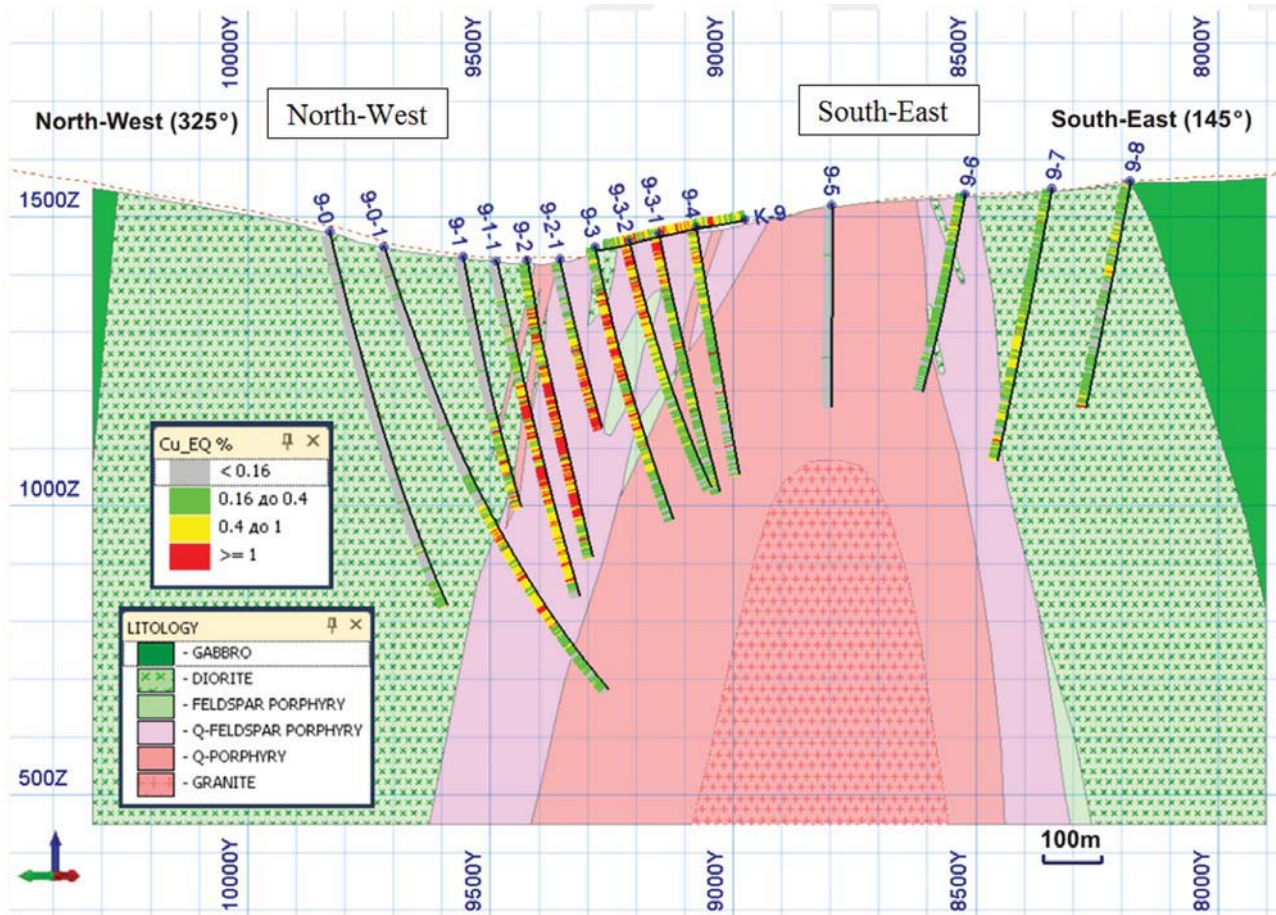 10000Y
9500Y
9000Y
8500Y
8000Y
North-West
South-East
North-West (325°)
South-East (145°)
1500Z
9-0
9-0-1
9-1
9-1-1
9-2
9-2-1
9-3
9-3-2
9-3-1
9-4
K-9
9-5
9-6
9-7
9-8
Cu_EQ %
< 0.16
0.16 до 0.4
0.4 до 1
>= 1
1000Z
LITOLOGY
- GABBRO
- DIORITE
- FELDSPAR PORPHYRY
- Q-FELDSPAR PORPHYRY
- Q-PORPHYRY
- GRANITE
500Z
100m
10000Y
9500Y
9000Y
8500Y
8000Y